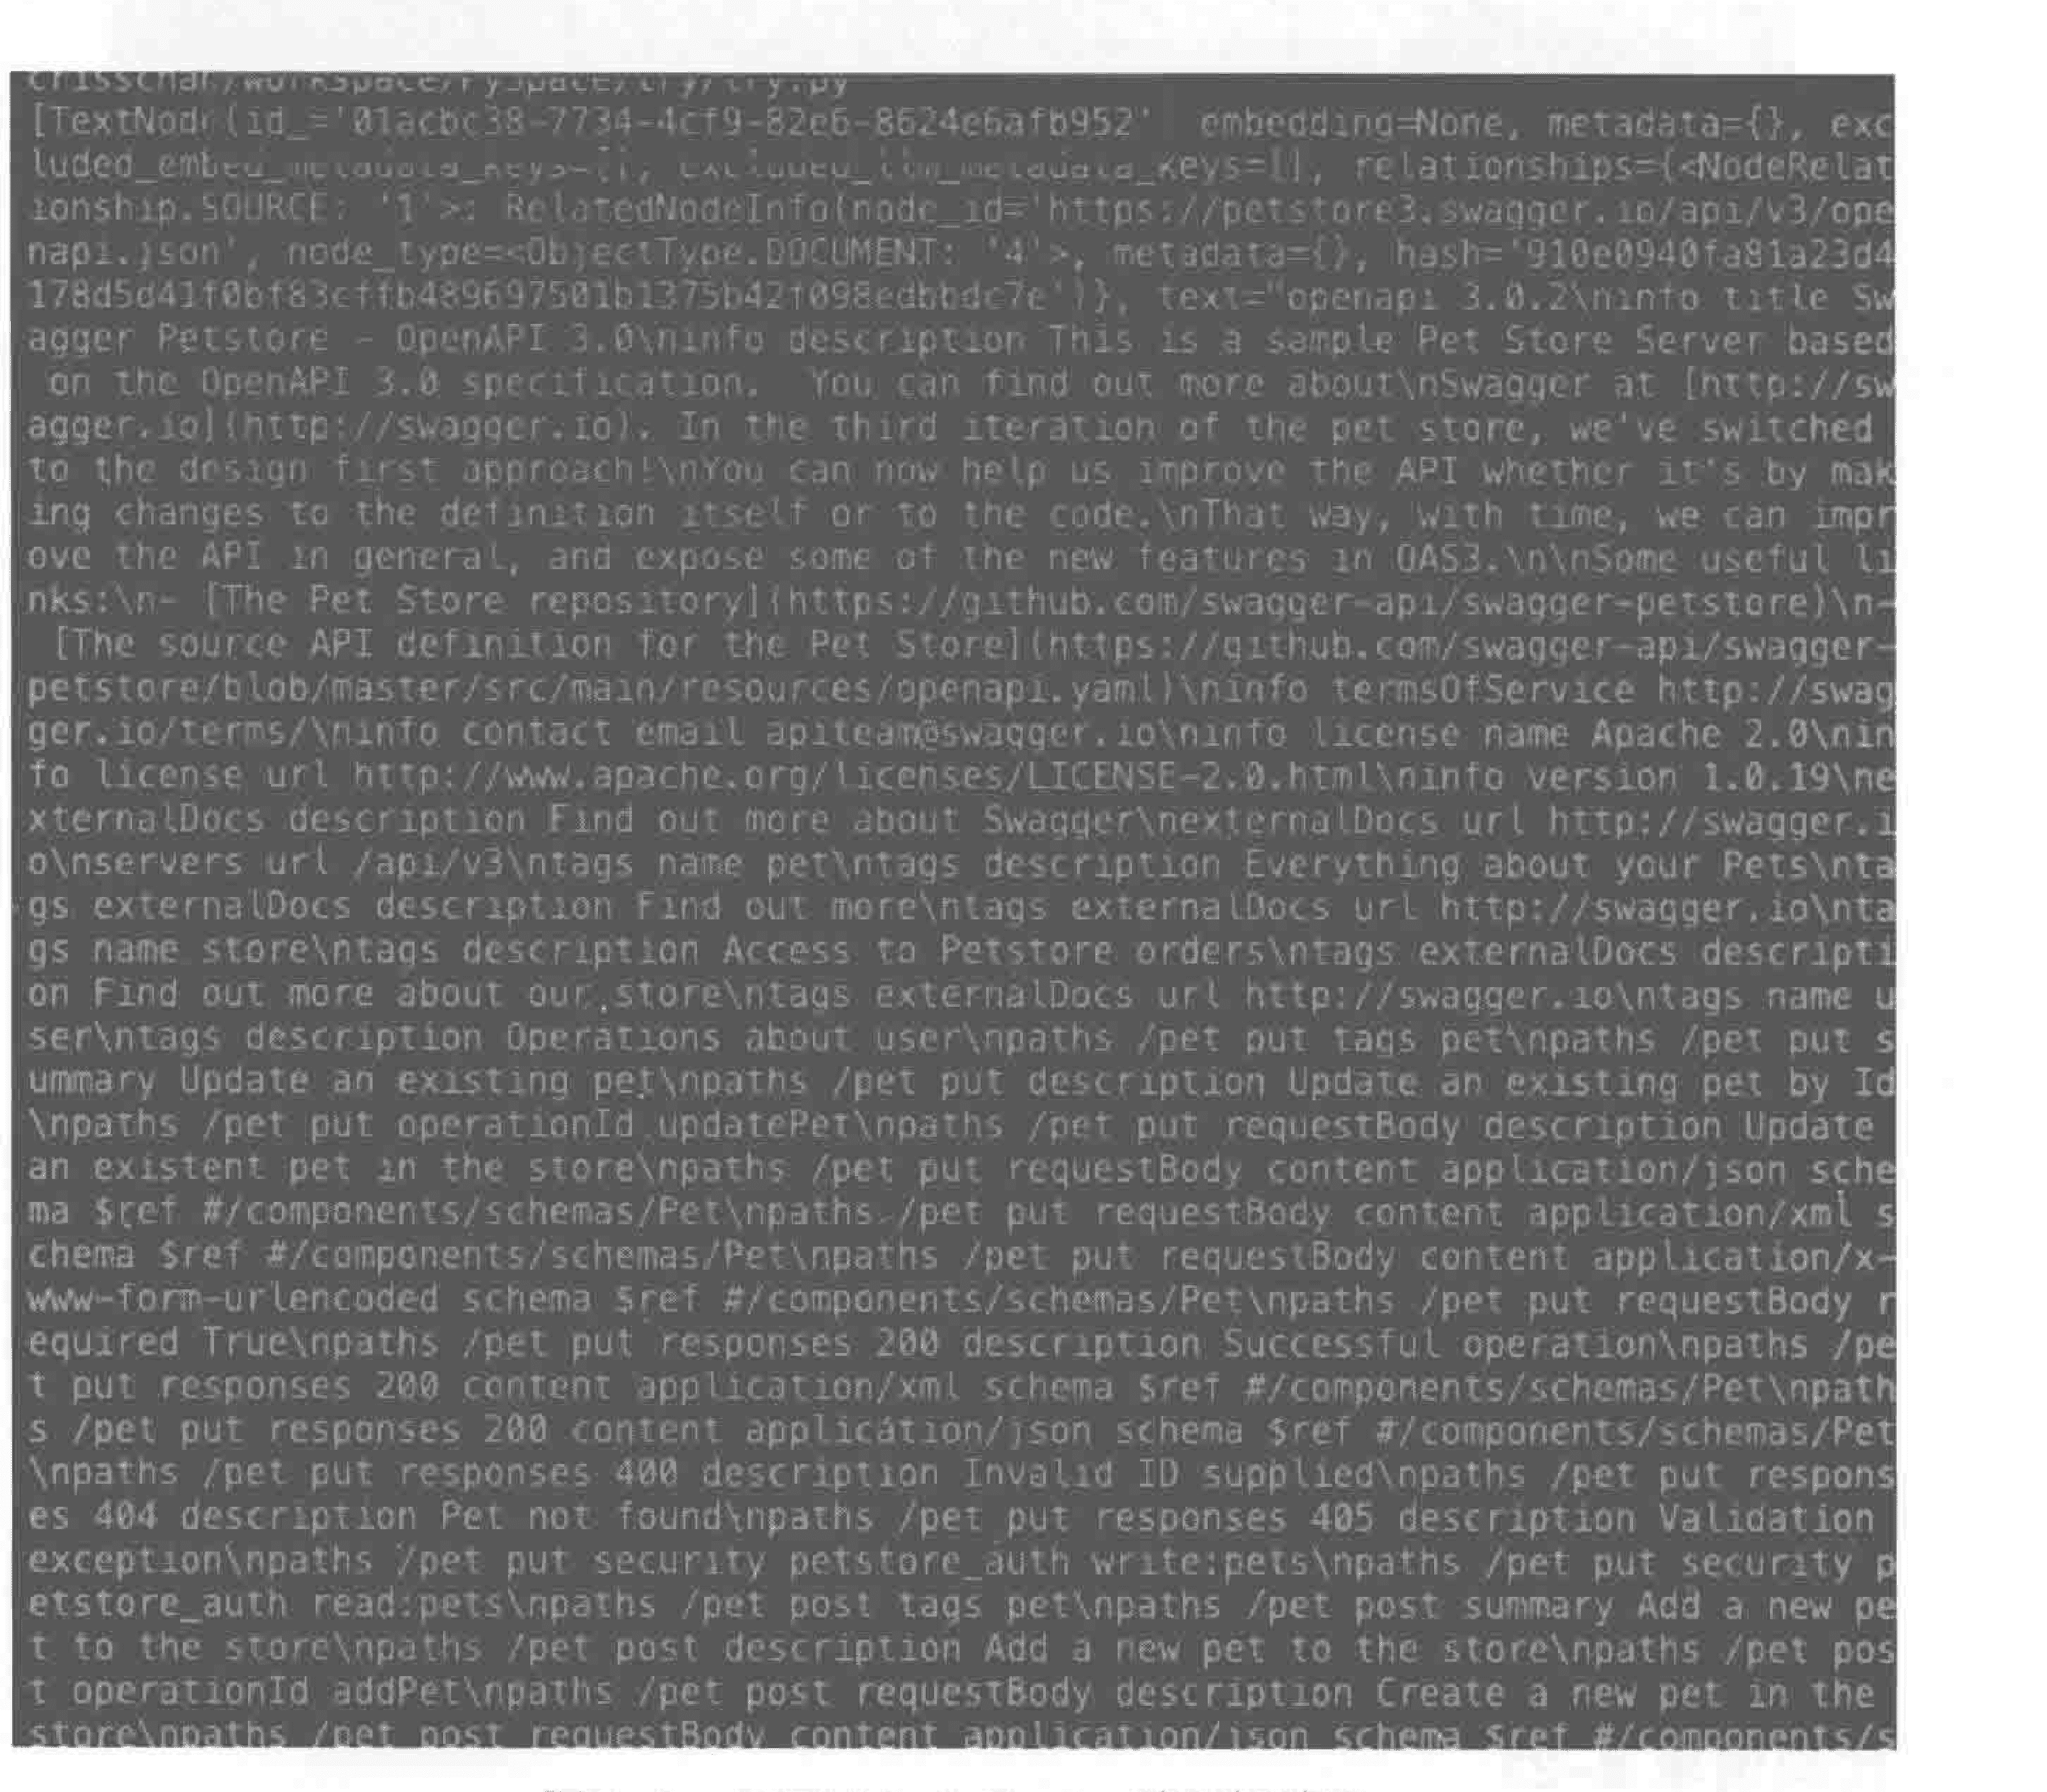 crisschan/workspace/PySpace/try/try.py
[TextNode(id_='01acbc38-7734-4cf9-82e6-8624e6afb952' embedding=None, metadata={}, exc
luded_embed_metadata_keys=[], excluded_llm_metadata_keys=[], relationships={<NodeRelat
ionship.SOURCE: '1'>: RelatedNodeInfo(node_id='https://petstore3.swagger.io/api/v3/ope
napi.json', node_type=<ObjectType.DOCUMENT: '4'>, metadata={}, hash='910e0940fa81a23d4
178d5d41f0bf83cffb489697501b1375b42f098edbbdc7e')}, text="openapi 3.0.2\ninfo title Sw
agger Petstore - OpenAPI 3.0\ninfo description This is a sample Pet Store Server based
 on the OpenAPI 3.0 specification.  You can find out more about\nSwagger at [http://sw
agger.io](http://swagger.io). In the third iteration of the pet store, we've switched
to the design first approach!\nYou can now help us improve the API whether it's by mak
ing changes to the definition itself or to the code.\nThat way, with time, we can impr
ove the API in general, and expose some of the new features in OAS3.\n\nSome useful li
nks:\n- [The Pet Store repository](https://github.com/swagger-api/swagger-petstore)\n-
 [The source API definition for the Pet Store](https://github.com/swagger-api/swagger-
petstore/blob/master/src/main/resources/openapi.yaml)\ninfo termsOfService http://swag
ger.io/terms/\ninfo contact email apiteam@swagger.io\ninfo license name Apache 2.0\nin
fo license url http://www.apache.org/licenses/LICENSE-2.0.html\ninfo version 1.0.19\ne
xternalDocs description Find out more about Swagger\nexternalDocs url http://swagger.i
o\nservers url /api/v3\ntags name pet\ntags description Everything about your Pets\nta
gs externalDocs description Find out more\ntags externalDocs url http://swagger.io\nta
gs name store\ntags description Access to Petstore orders\ntags externalDocs descripti
on Find out more about our store\ntags externalDocs url http://swagger.io\ntags name u
ser\ntags description Operations about user\npaths /pet put tags pet\npaths /pet put s
ummary Update an existing pet\npaths /pet put description Update an existing pet by Id
\npaths /pet put operationId updatePet\npaths /pet put requestBody description Update
an existent pet in the store\npaths /pet put requestBody content application/json sche
ma $ref #/components/schemas/Pet\npaths /pet put requestBody content application/xml s
chema $ref #/components/schemas/Pet\npaths /pet put requestBody content application/x-
www-form-urlencoded schema $ref #/components/schemas/Pet\npaths /pet put requestBody r
equired True\npaths /pet put responses 200 description Successful operation\npaths /pe
t put responses 200 content application/xml schema $ref #/components/schemas/Pet\npath
s /pet put responses 200 content application/json schema $ref #/components/schemas/Pet
\npaths /pet put responses 400 description Invalid ID supplied\npaths /pet put respons
es 404 description Pet not found\npaths /pet put responses 405 description Validation
exception\npaths /pet put security petstore_auth write:pets\npaths /pet put security p
etstore_auth read:pets\npaths /pet post tags pet\npaths /pet post summary Add a new pe
t to the store\npaths /pet post description Add a new pet to the store\npaths /pet pos
t operationId addPet\npaths /pet post requestBody description Create a new pet in the
store\npaths /pet post requestBody content application/json schema $ref #/components/s